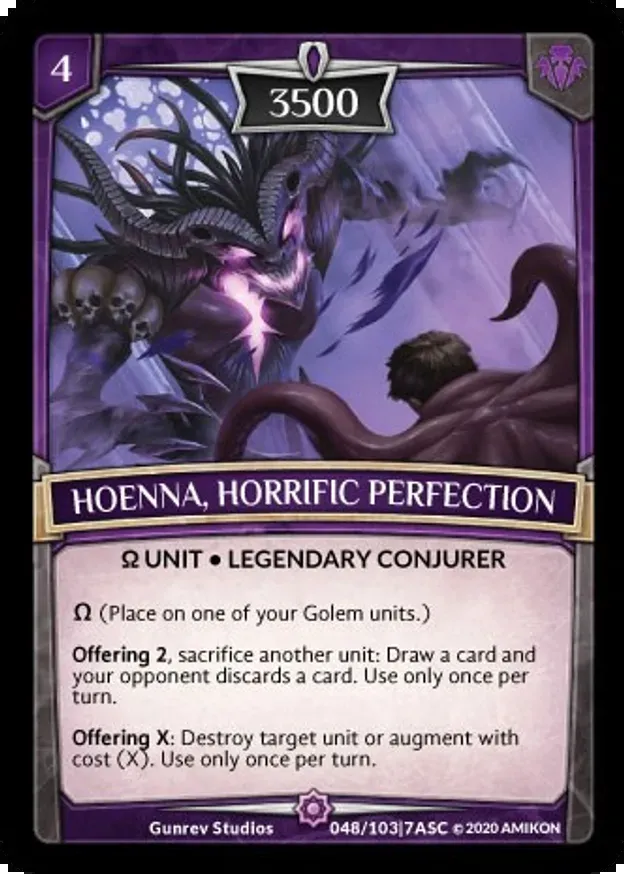 4
3500
HOENNA, HORRIFIC PERFECTION
Ω UNIT • LEGENDARY CONJURER
Ω (Place on one of your Golem units.)
Offering 2, sacrifice another unit: Draw a card and
your opponent discards a card. Use only once per
turn.
Offering X: Destroy target unit or augment with
cost (X). Use only once per turn.
Gunrev Studios 048/103|7ASC © 2020 AMIKON